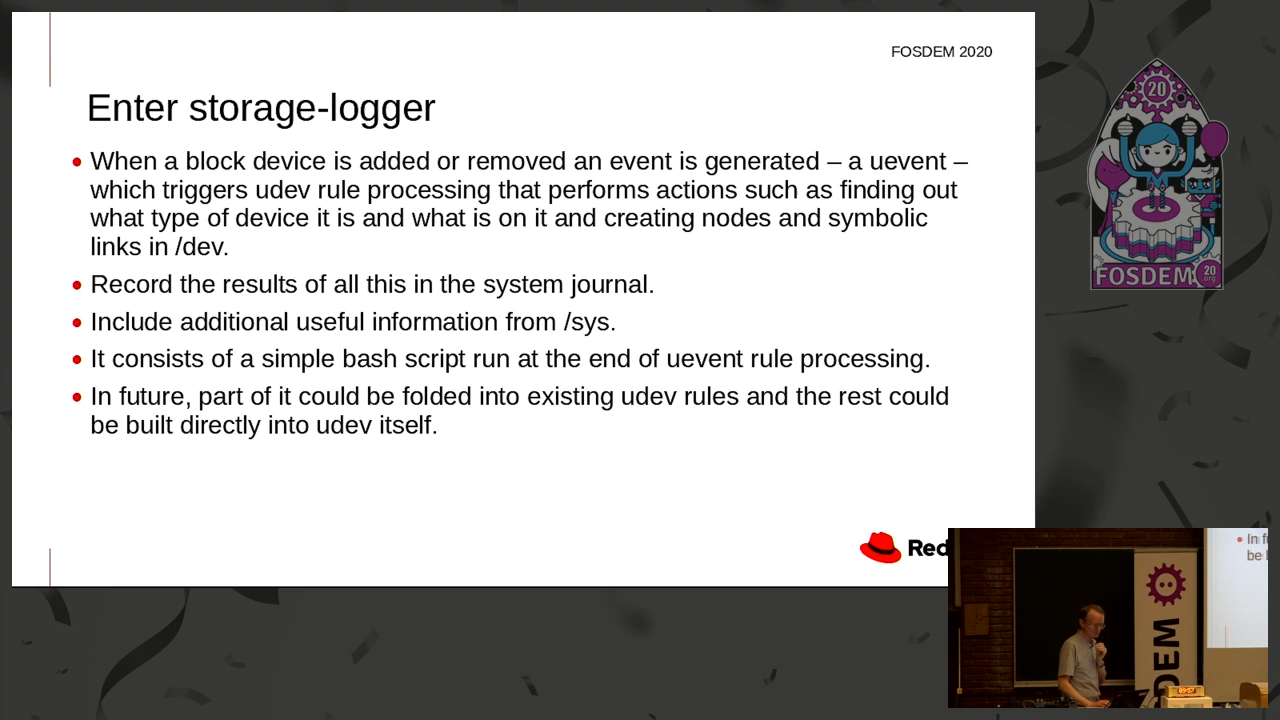 FOSDEM 2020
Enter storage-logger
When a block device is added or removed an event is generated – a uevent –
which triggers udev rule processing that performs actions such as finding out
what type of device it is and what is on it and creating nodes and symbolic
links in /dev.
Record the results of all this in the system journal.
Include additional useful information from /sys.
It consists of a simple bash script run at the end of uevent rule processing.
In future, part of it could be folded into existing udev rules and the rest could
be built directly into udev itself.
Red
20
FOSDEM
20
org
In f
be
DEM